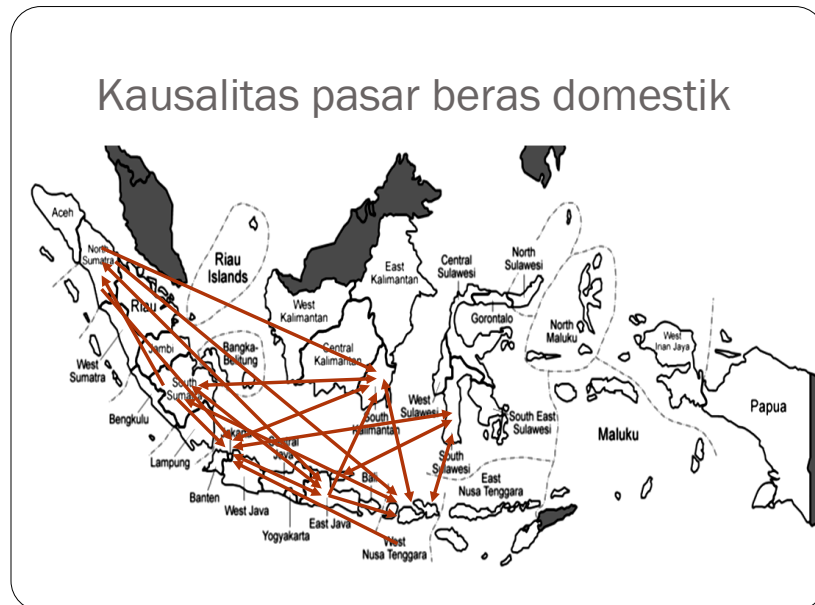 Kausalitas pasar beras domestik
Aceh
North
Sumatra
Riau
Islands
Riau
West
Sumatra
Jambi
Bangka-
Belitung
South
Sumatra
Bengkulu
Lampung
Jakarta
Banten
West Java
Central
Java
Yogyakarta
East Java
Bali
West
Nusa Tenggara
East
Nusa Tenggara
West
Kalimantan
Central
Kalimantan
East
Kalimantan
South
Kalimantan
Central
Sulawesi
North
Sulawesi
Gorontalo
West
Sulawesi
South
Sulawesi
South East
Sulawesi
North
Maluku
Maluku
West
Irian Jaya
Papua